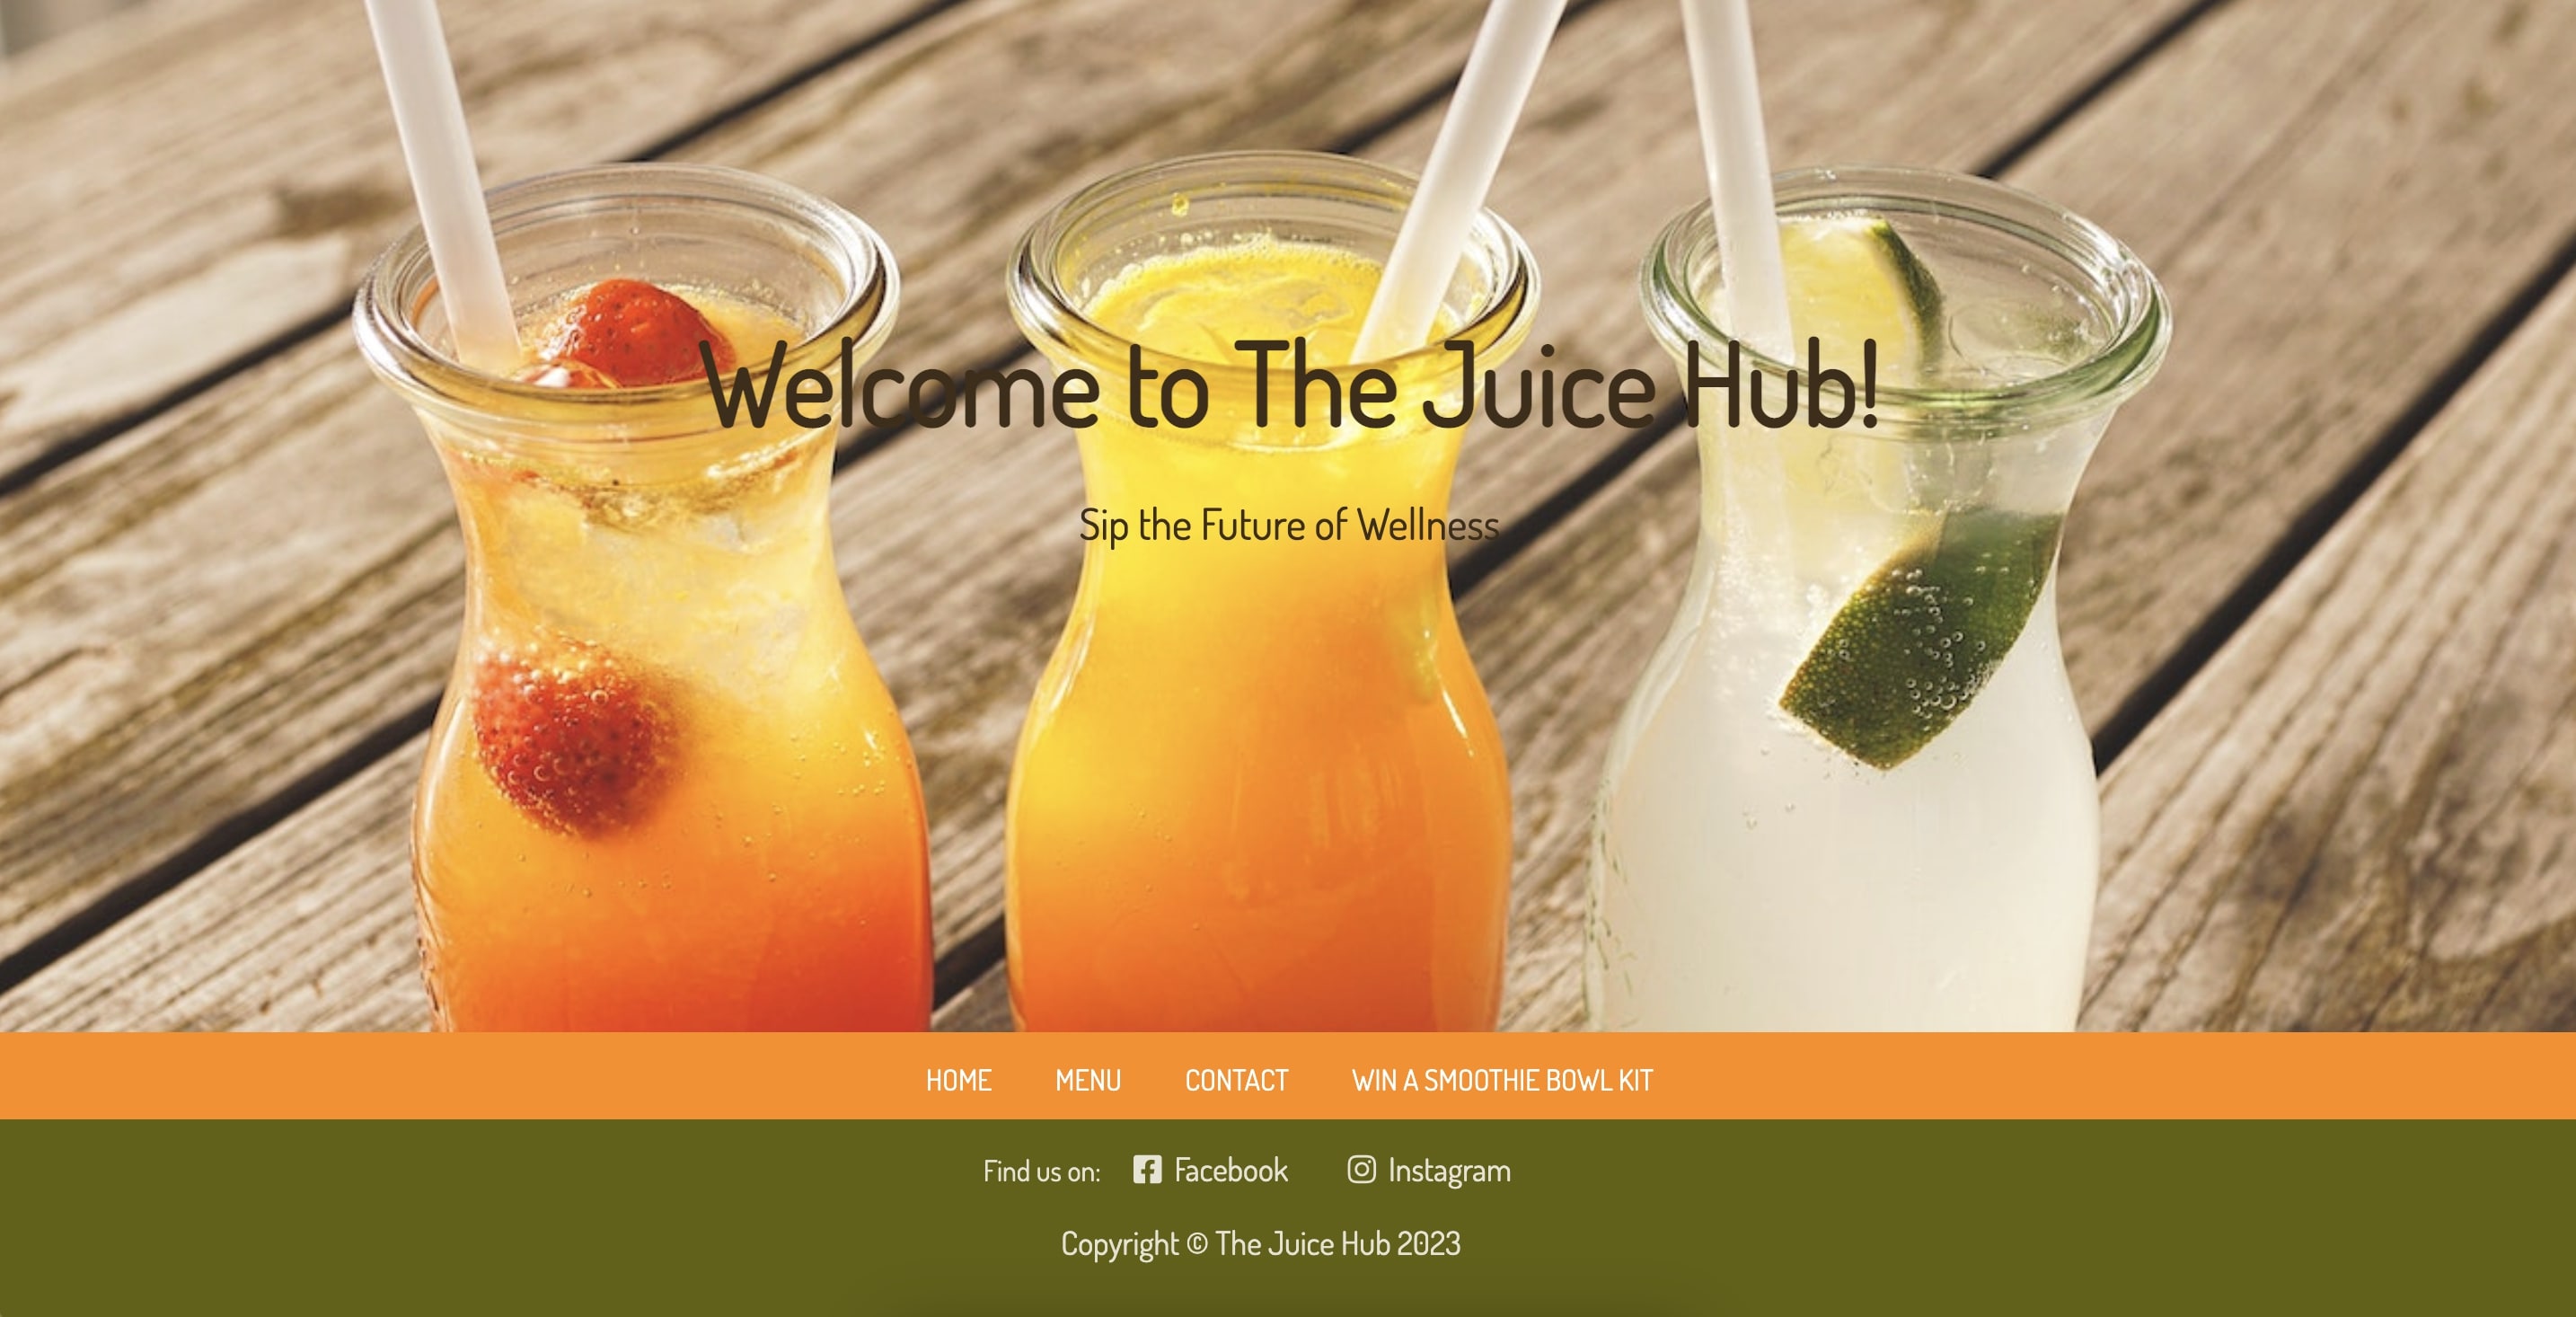 Welcome to The Juice Hub!
Sip the Future of Wellness
HOME MENU CONTACT WIN A SMOOTHIE BOWL KIT
Find us on: Facebook Instagram
Copyright © The Juice Hub 2023